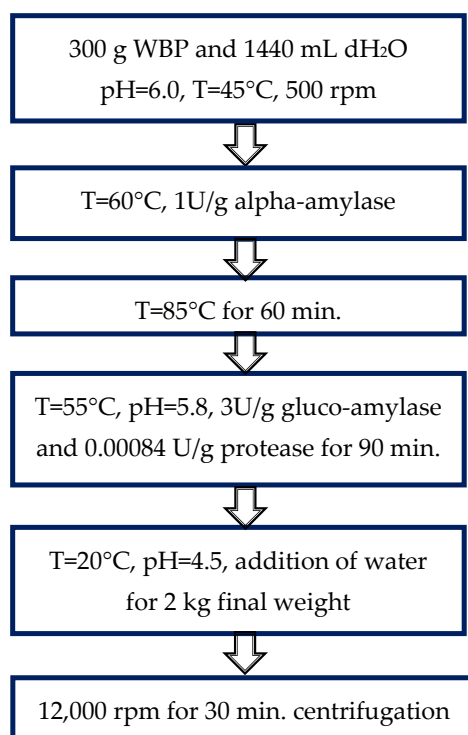 300 g WBP and 1440 mL dH₂O
pH=6.0, T=45°C, 500 rpm
T=60°C, 1U/g alpha-amylase
T=85°C for 60 min.
T=55°C, pH=5.8, 3U/g gluco-amylase
and 0.00084 U/g protease for 90 min.
T=20°C, pH=4.5, addition of water
for 2 kg final weight
12,000 rpm for 30 min. centrifugation